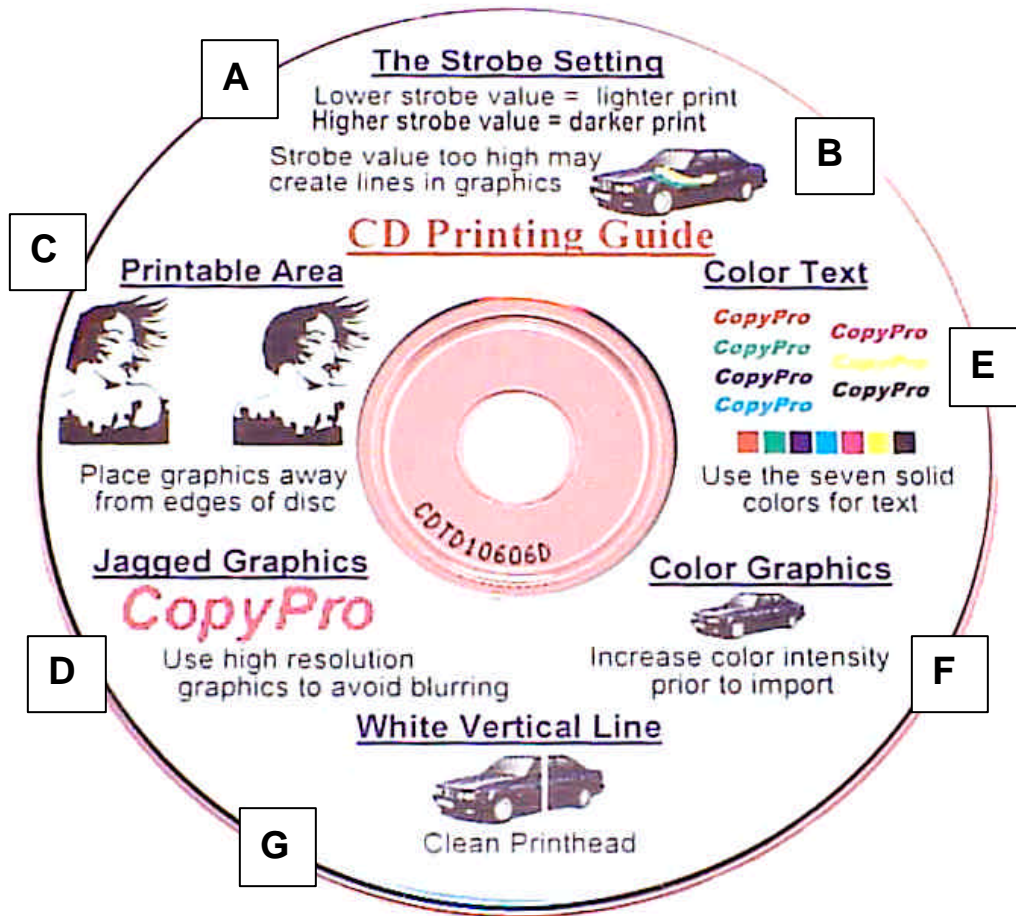 A
The Strobe Setting
Lower strobe value = lighter print
Higher strobe value = darker print
B
Strobe value too high may
create lines in graphics
CD Printing Guide
C
Printable Area
Place graphics away
from edges of disc
Color Text
CopyPro
CopyPro
CopyPro
CopyPro
CopyPro
CopyPro
CopyPro
E
Use the seven solid
colors for text
CDTD10606D
Jagged Graphics
CopyPro
D
Use high resolution
graphics to avoid blurring
Color Graphics
Increase color intensity
prior to import
F
White Vertical Line
Clean Printhead
G